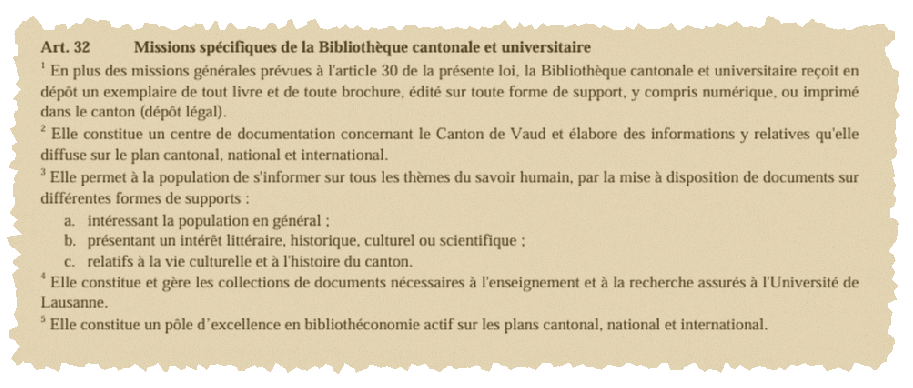 Art. 32 Missions spécifiques de la Bibliothèque cantonale et universitaire
¹ En plus des missions générales prévues à l'article 30 de la présente loi, la Bibliothèque cantonale et universitaire reçoit en
dépôt un exemplaire de tout livre et de toute brochure, édité sur toute forme de support, y compris numérique, ou imprimé
dans le canton (dépôt légal).
² Elle constitue un centre de documentation concernant le Canton de Vaud et élabore des informations y relatives qu'elle
diffuse sur le plan cantonal, national et international.
³ Elle permet à la population de s'informer sur tous les thèmes du savoir humain, par la mise à disposition de documents sur
différentes formes de supports :
a. intéressant la population en général ;
b. présentant un intérêt littéraire, historique, culturel ou scientifique ;
c. relatifs à la vie culturelle et à l'histoire du canton.
⁴ Elle constitue et gère les collections de documents nécessaires à l'enseignement et à la recherche assurés à l'Université de
Lausanne.
⁵ Elle constitue un pôle d'excellence en bibliothéconomie actif sur les plans cantonal, national et international.